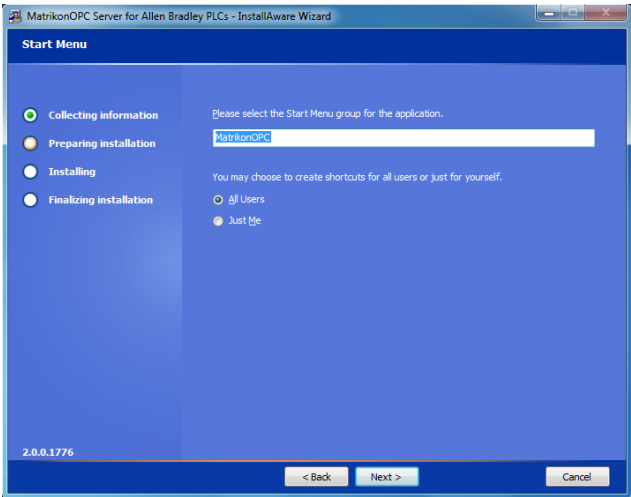 MatrikonOPC Server for Allen Bradley PLCs - InstallAware Wizard
Start Menu
Collecting information
Preparing installation
Installing
Finalizing installation
Please select the Start Menu group for the application.
MatrikonOPC
You may choose to create shortcuts for all users or just for yourself.
All Users
Just Me
2.0.0.1776
< Back
Next >
Cancel